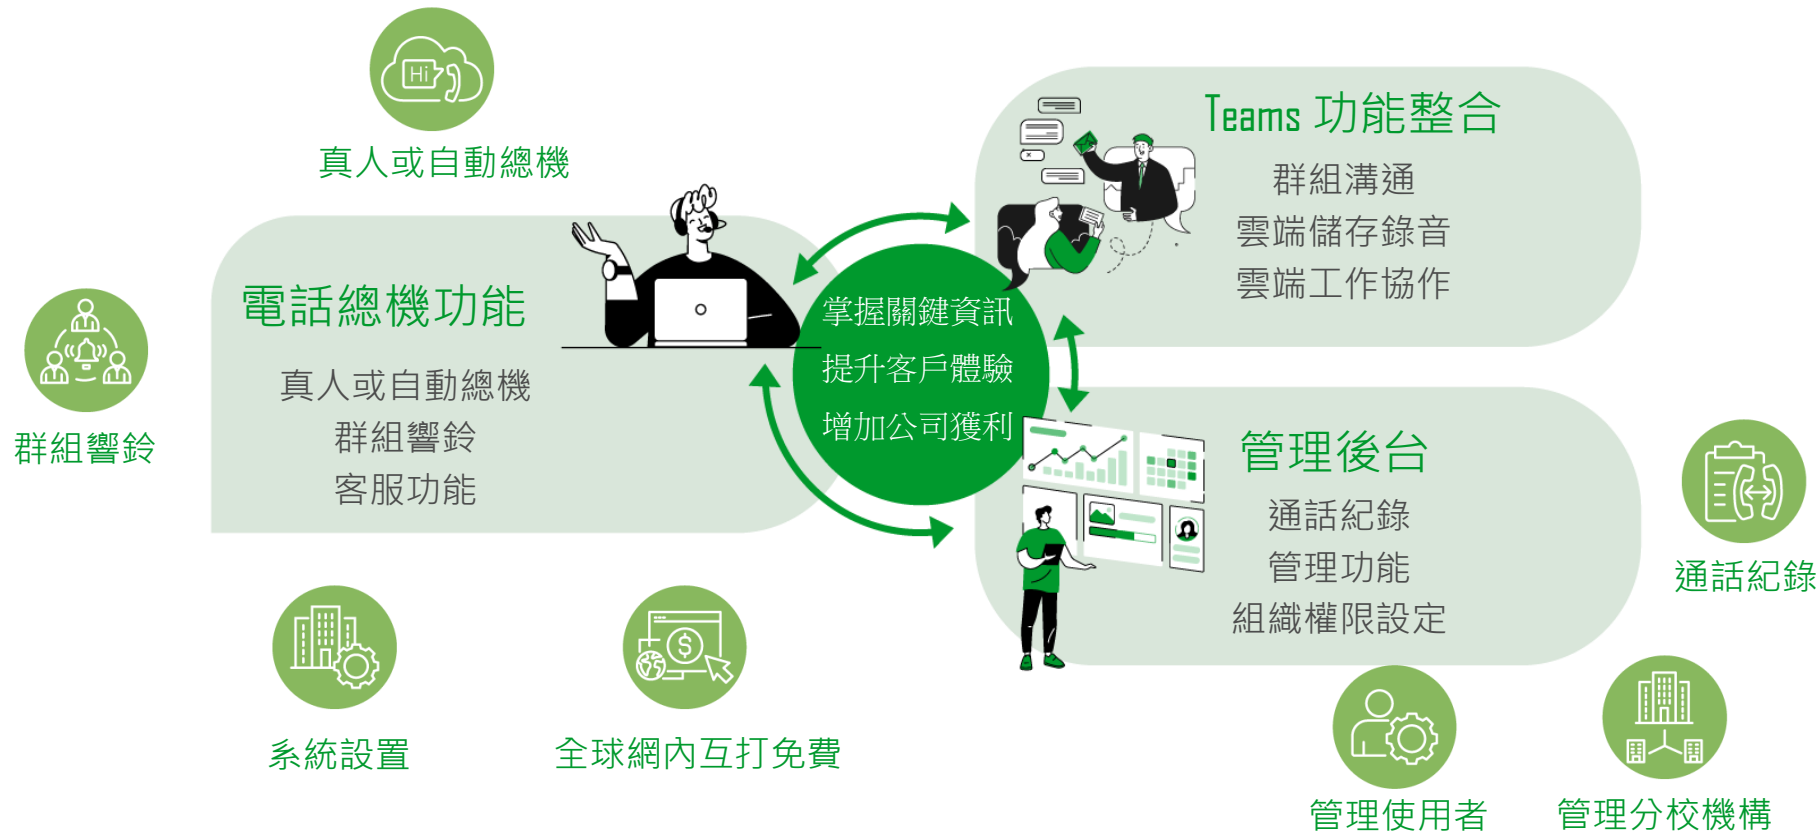 Hi
真人或自動總機
Teams 功能整合
群組溝通
雲端儲存錄音
雲端工作協作
電話總機功能
真人或自動總機
群組響鈴
客服功能
掌握關鍵資訊
提升客戶體驗
增加公司獲利
群組響鈴
管理後台
通話紀錄
管理功能
組織權限設定
通話紀錄
$
系統設置
全球網內互打免費
管理使用者
管理分校機構